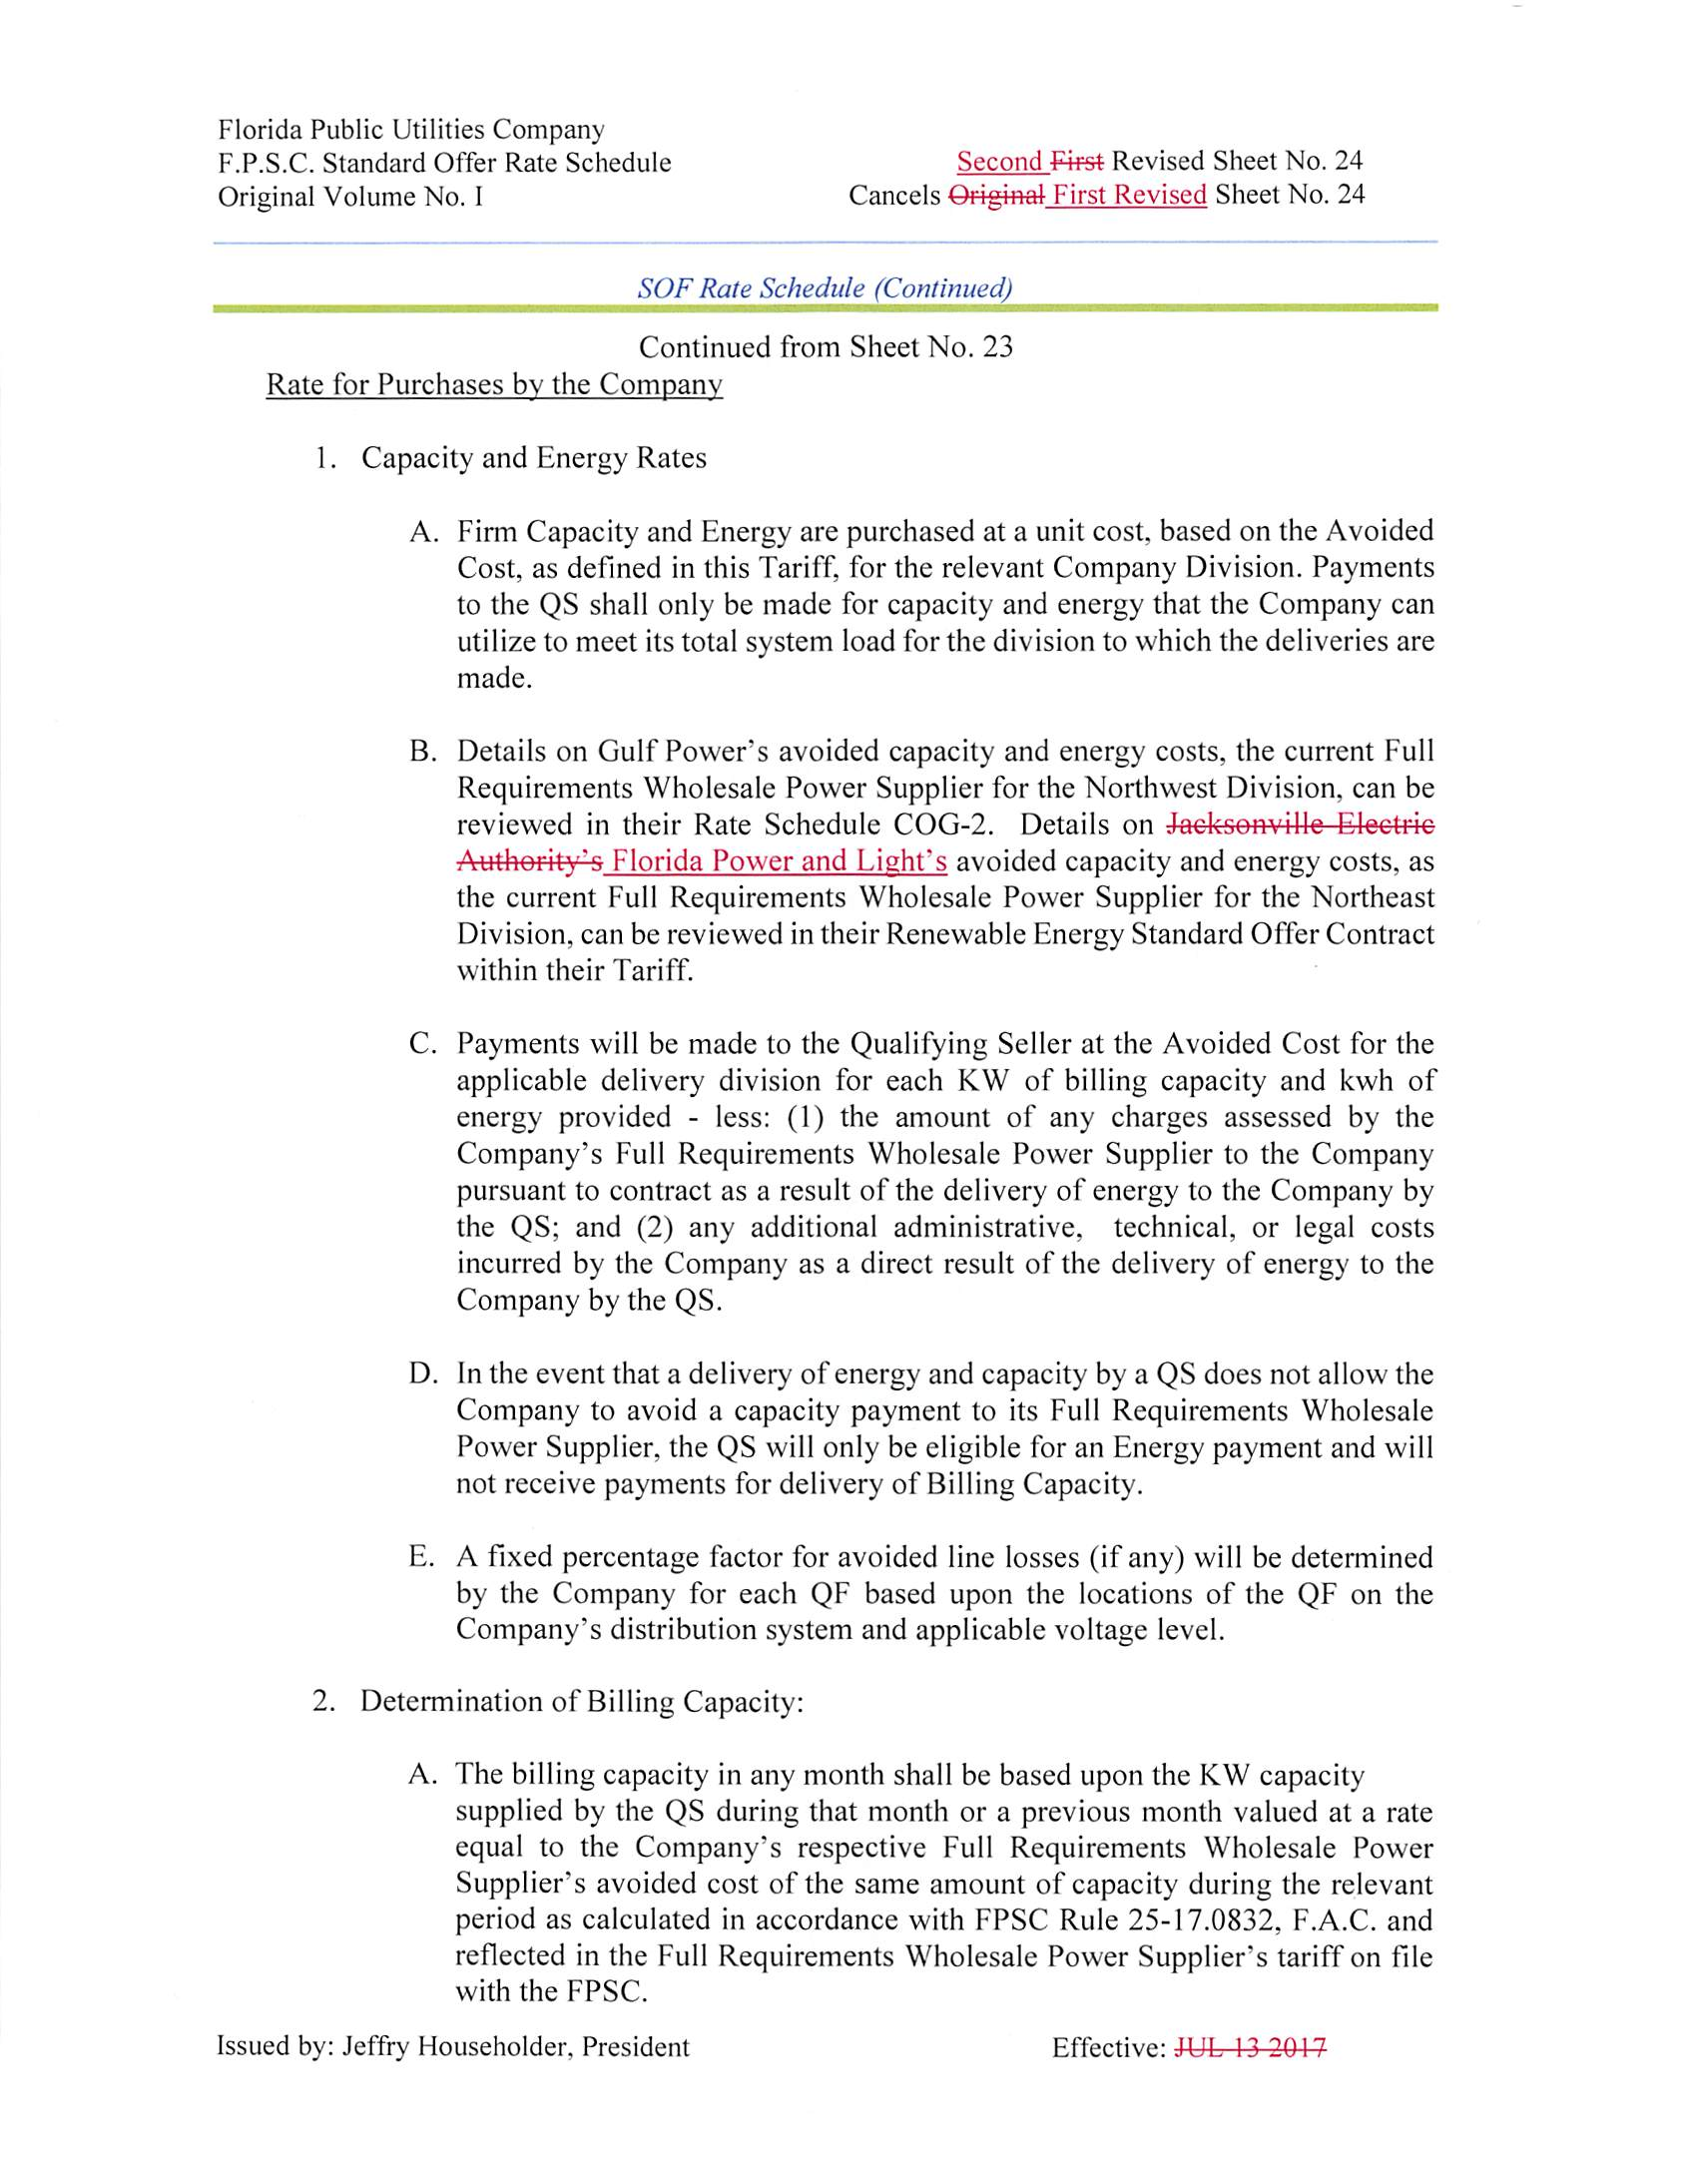 Florida Public Utilities Company
F.P.S.C. Standard Offer Rate Schedule
Original Volume No. I
Second First Revised Sheet No. 24
Cancels Original First Revised Sheet No. 24
SOF Rate Schedule (Continued)
Continued from Sheet No. 23
Rate for Purchases by the Company
1. Capacity and Energy Rates
A. Firm Capacity and Energy are purchased at a unit cost, based on the Avoided
Cost, as defined in this Tariff, for the relevant Company Division. Payments
to the QS shall only be made for capacity and energy that the Company can
utilize to meet its total system load for the division to which the deliveries are
made.
B. Details on Gulf Power's avoided capacity and energy costs, the current Full
Requirements Wholesale Power Supplier for the Northwest Division, can be
reviewed in their Rate Schedule COG-2. Details on Jacksonville Electric
Authority's Florida Power and Light's avoided capacity and energy costs, as
the current Full Requirements Wholesale Power Supplier for the Northeast
Division, can be reviewed in their Renewable Energy Standard Offer Contract
within their Tariff.
C. Payments will be made to the Qualifying Seller at the Avoided Cost for the
applicable delivery division for each KW of billing capacity and kwh of
energy provided - less: (1) the amount of any charges assessed by the
Company's Full Requirements Wholesale Power Supplier to the Company
pursuant to contract as a result of the delivery of energy to the Company by
the QS; and (2) any additional administrative, technical, or legal costs
incurred by the Company as a direct result of the delivery of energy to the
Company by the QS.
D. In the event that a delivery of energy and capacity by a QS does not allow the
Company to avoid a capacity payment to its Full Requirements Wholesale
Power Supplier, the QS will only be eligible for an Energy payment and will
not receive payments for delivery of Billing Capacity.
E. A fixed percentage factor for avoided line losses (if any) will be determined
by the Company for each QF based upon the locations of the QF on the
Company's distribution system and applicable voltage level.
2. Determination of Billing Capacity:
A. The billing capacity in any month shall be based upon the KW capacity
supplied by the QS during that month or a previous month valued at a rate
equal to the Company's respective Full Requirements Wholesale Power
Supplier's avoided cost of the same amount of capacity during the relevant
period as calculated in accordance with FPSC Rule 25-17.0832, F.A.C. and
reflected in the Full Requirements Wholesale Power Supplier's tariff on file
with the FPSC.
Issued by: Jeffry Householder, President
Effective: JUL 13 2017